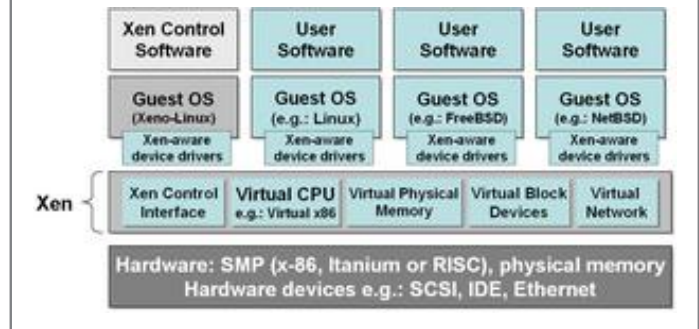 Xen Control
Software
User
Software
User
Software
User
Software
Guest OS
(Xeno-Linux)
Guest OS
(e.g.: Linux)
Guest OS
(e.g.: FreeBSD)
Guest OS
(e.g.: NetBSD)
Xen-aware
device drivers
Xen-aware
device drivers
Xen-aware
device drivers
Xen-aware
device drivers
Xen
Xen Control
Interface
Virtual CPU
e.g.: Virtual x86
Virtual Physical
Memory
Virtual Block
Devices
Virtual
Network
Hardware: SMP (x-86, Itanium or RISC), physical memory
Hardware devices e.g.: SCSI, IDE, Ethernet